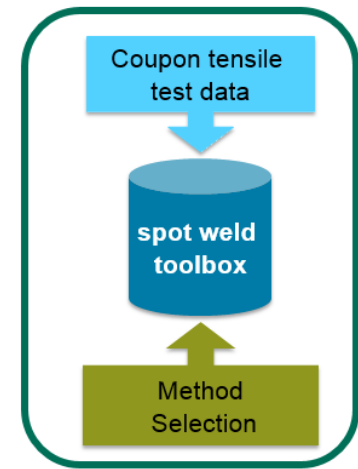 Coupon tensile
test data
spot weld
toolbox
Method
Selection